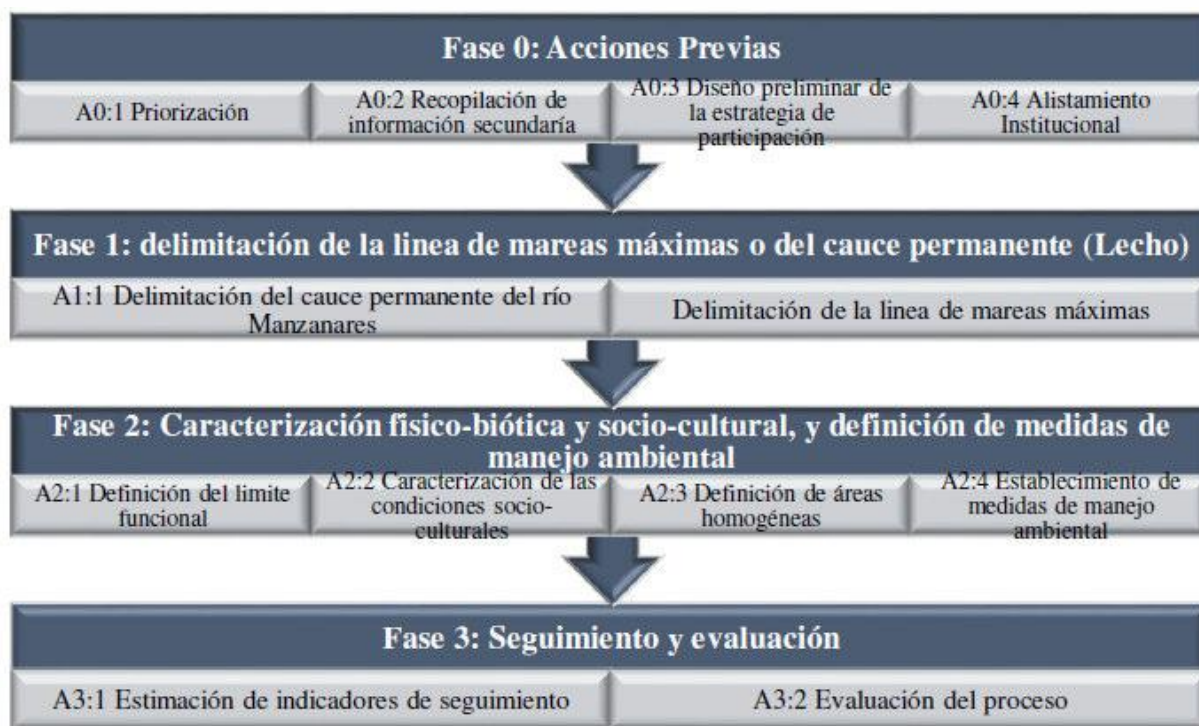 Fase 0: Acciones Previas
A0:1 Priorización
A0:2 Recopilación de
información secundaría
A0:3 Diseño preliminar de
la estrategia de
participación
A0:4 Alistamiento
Institucional
Fase 1: delimitación de la linea de mareas máximas o del cauce permanente (Lecho)
A1:1 Delimitación del cauce permanente del río
Manzanares
Delimitación de la linea de mareas máximas
Fase 2: Caracterización fisico-biótica y socio-cultural, y definición de medidas de
manejo ambiental
A2:1 Definición del limite
funcional
A2:2 Caracterización de las
condiciones socio-
culturales
A2:3 Definición de áreas
homogéneas
A2:4 Establecimiento de
medidas de manejo
ambiental
Fase 3: Seguimiento y evaluación
A3:1 Estimación de indicadores de seguimiento
A3:2 Evaluación del proceso